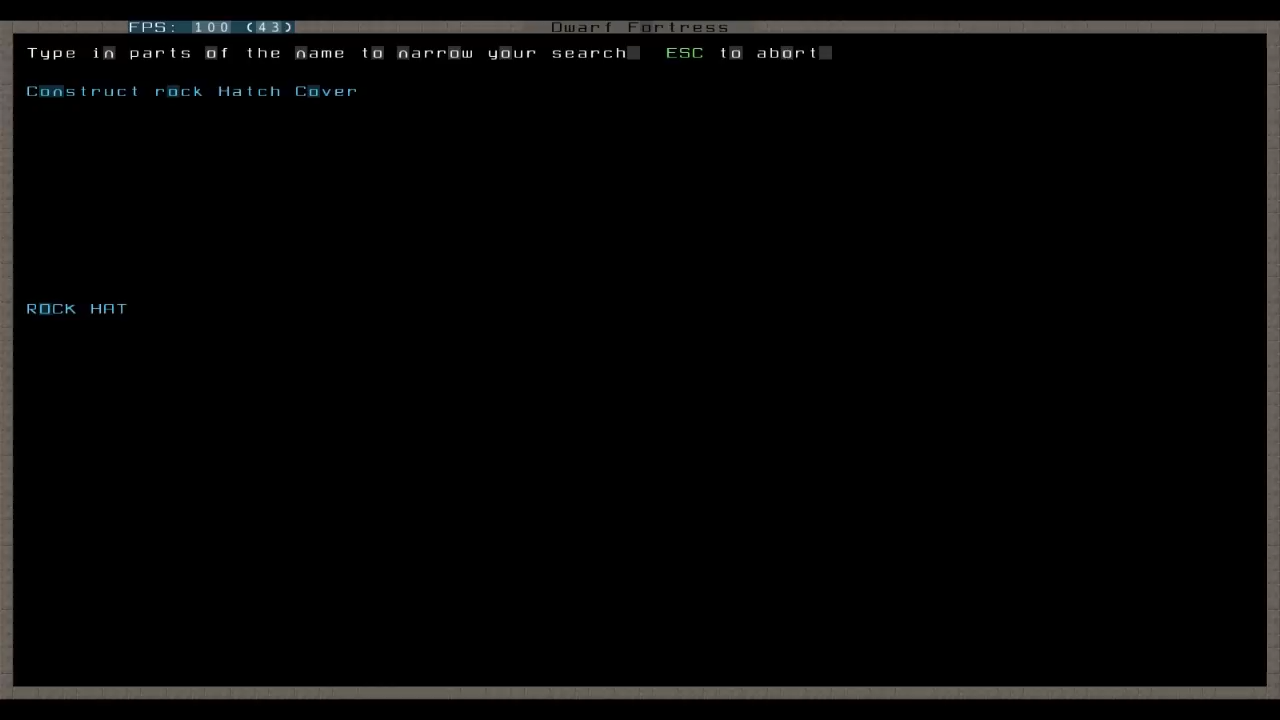 FPS: 100 (43) Dwarf Fortress
Type in parts of the name to narrow your search. ESC to abort.
Construct rock Hatch Cover
ROCK HAT